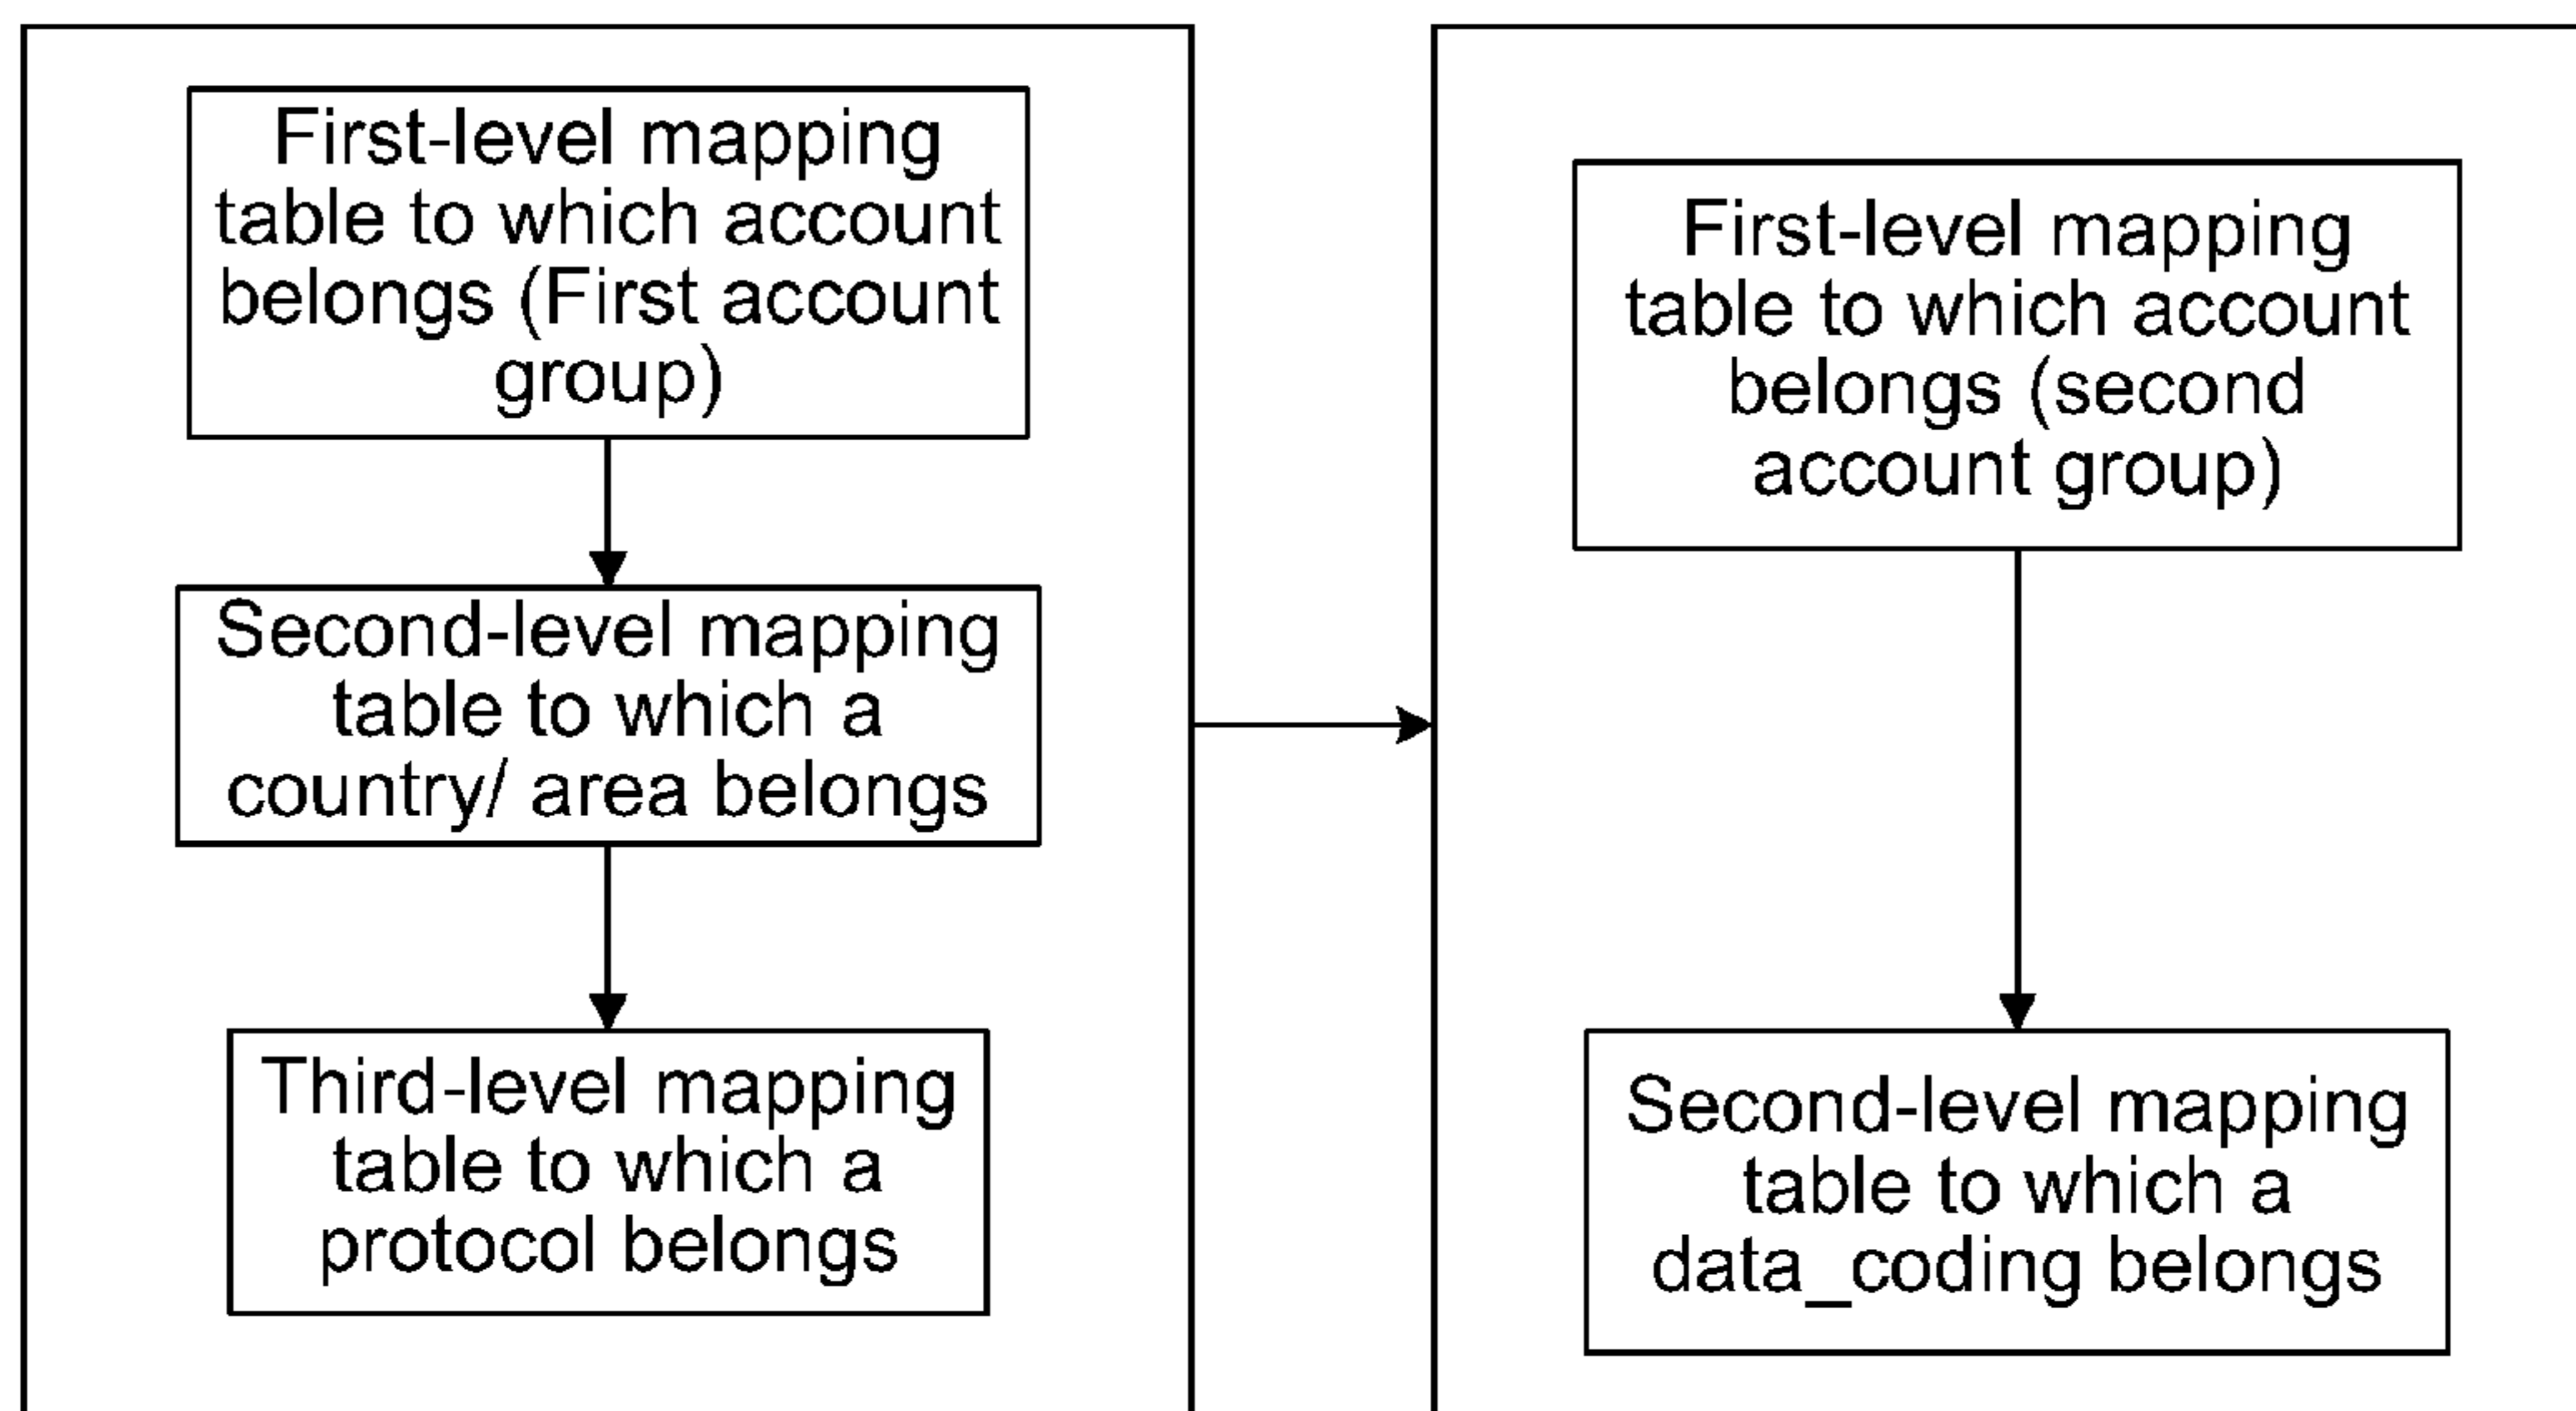 First-level mapping
table to which account
belongs (First account
group)
Second-level mapping
table to which a
country/ area belongs
Third-level mapping
table to which a
protocol belongs
First-level mapping
table to which account
belongs (second
account group)
Second-level mapping
table to which a
data_coding belongs